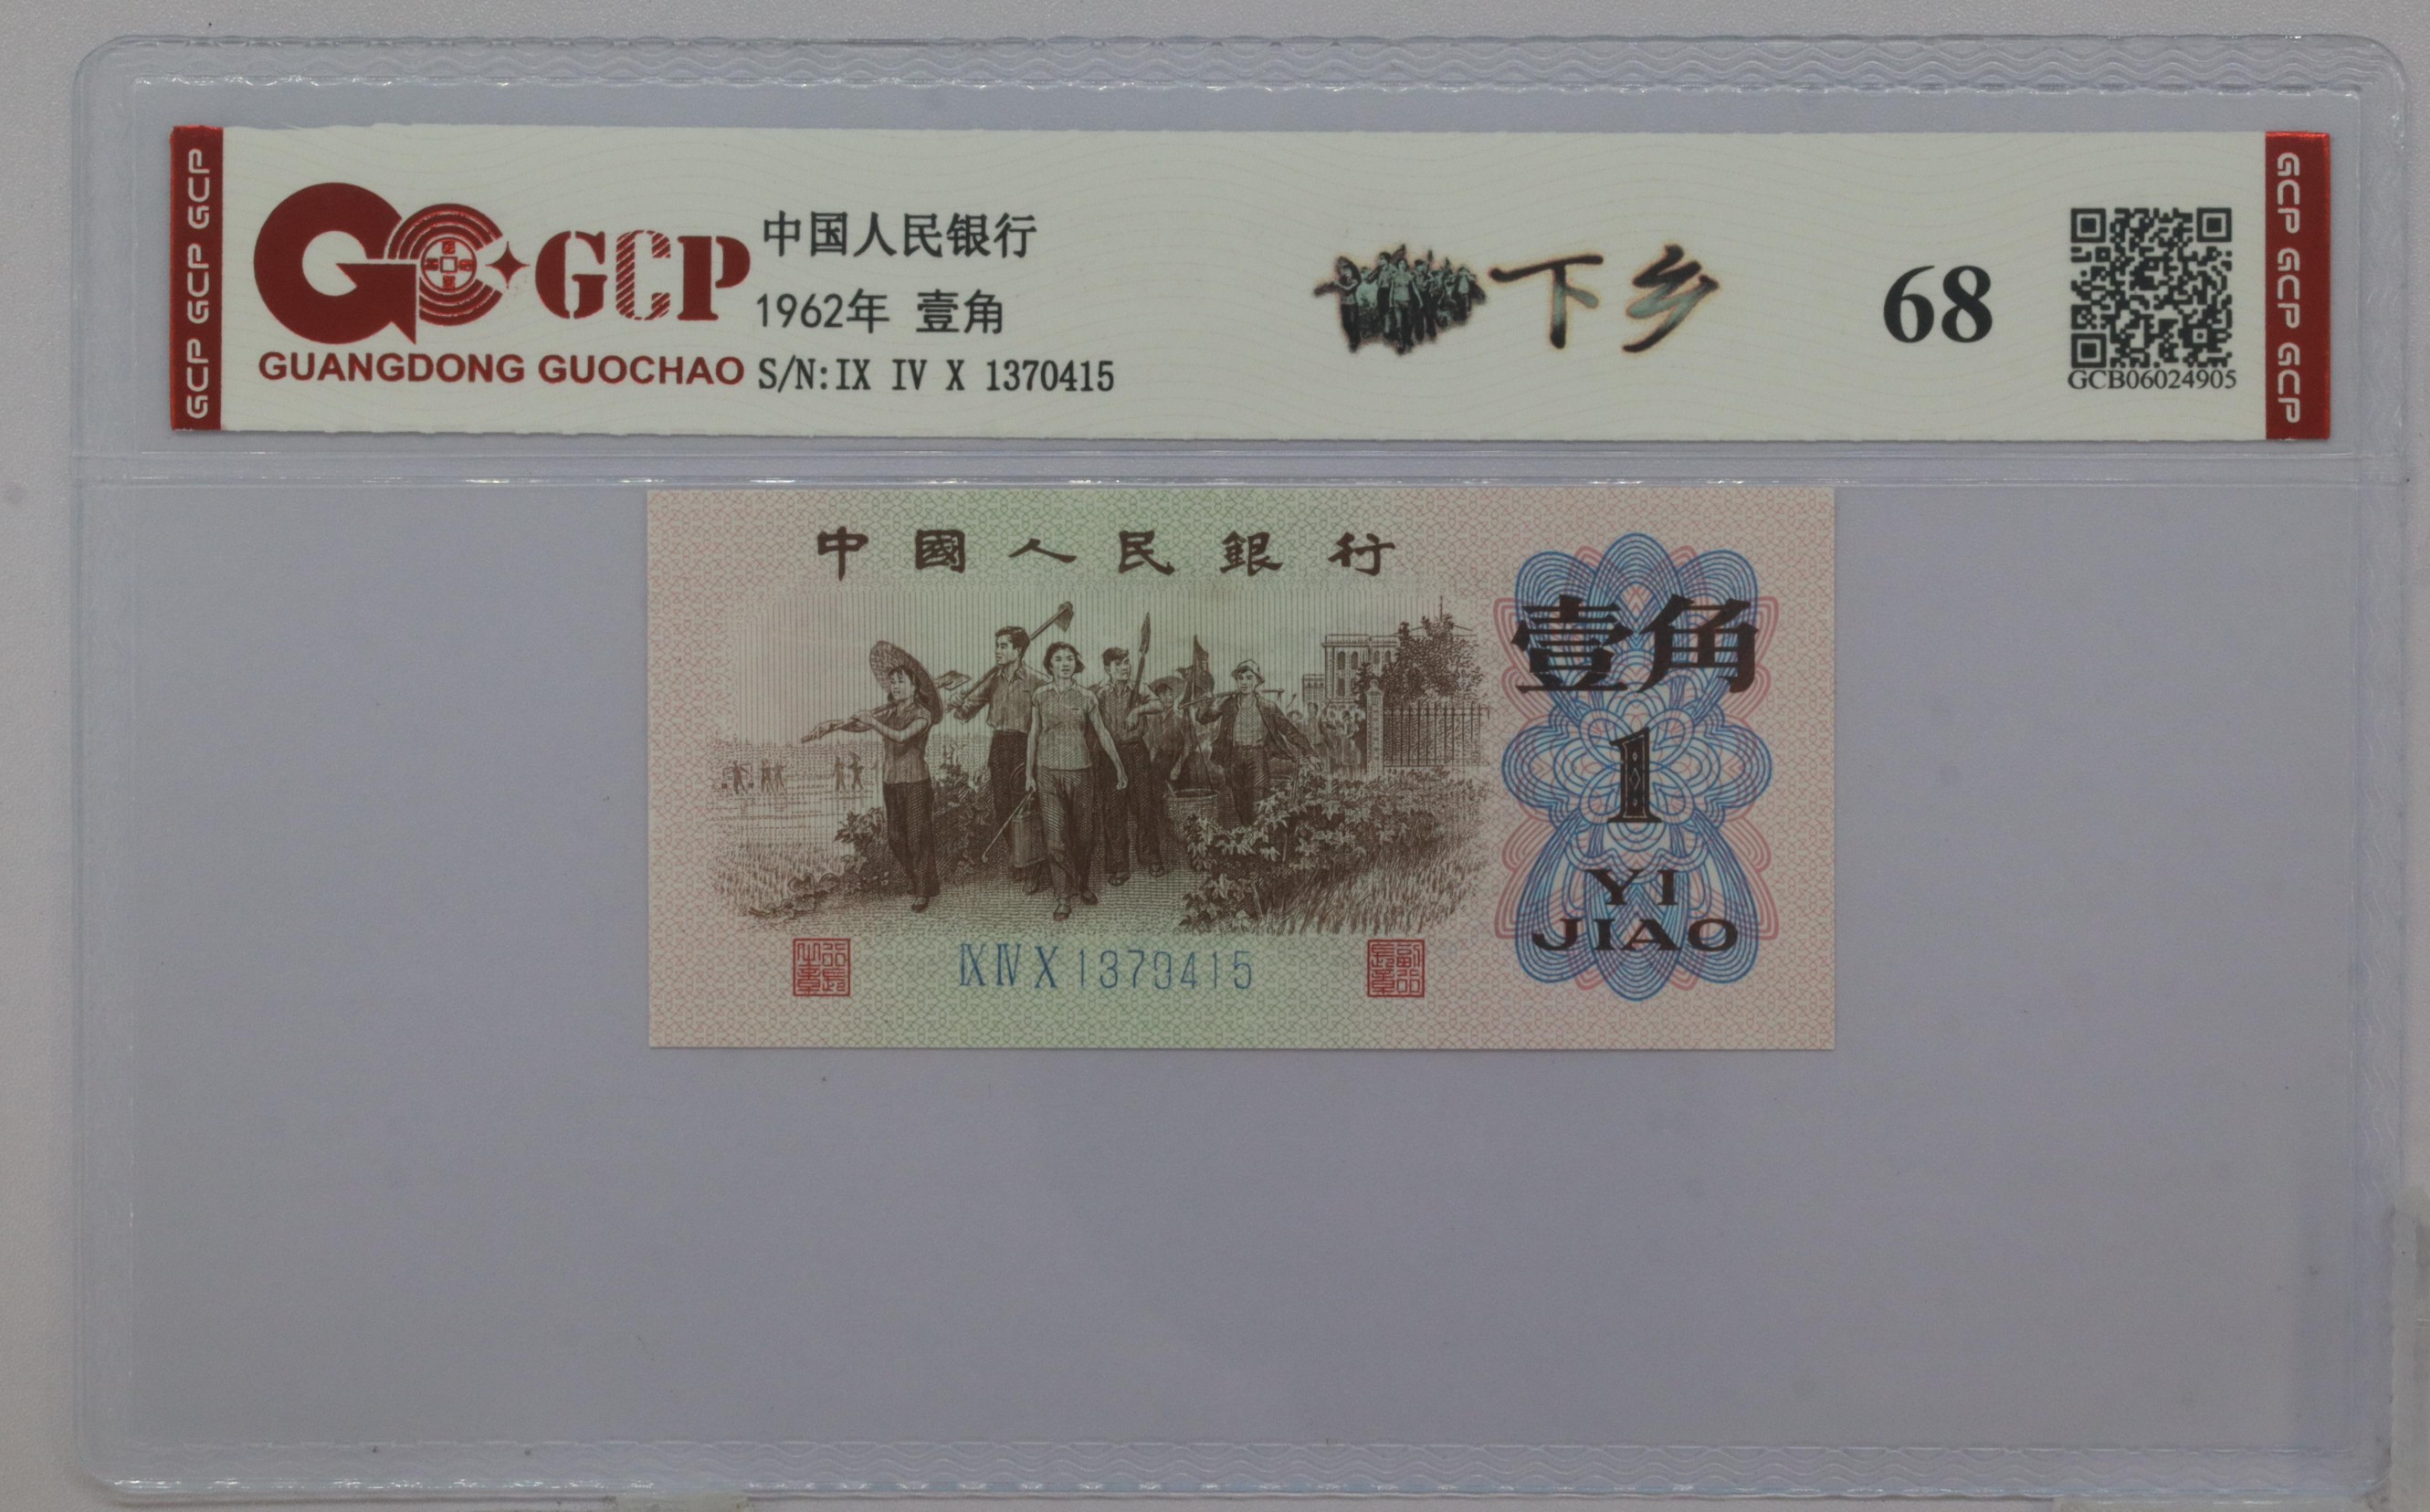 GCP GCP GCP
GCP
GUANGDONG GUOCHAO
中国人民银行
1962年 壹角
S/N:IX IV X 1370415
下乡
68
GCB06024905
GCP GCP GCP
中國人民銀行
壹角
1
YI
JIAO
IX IV X 1370415